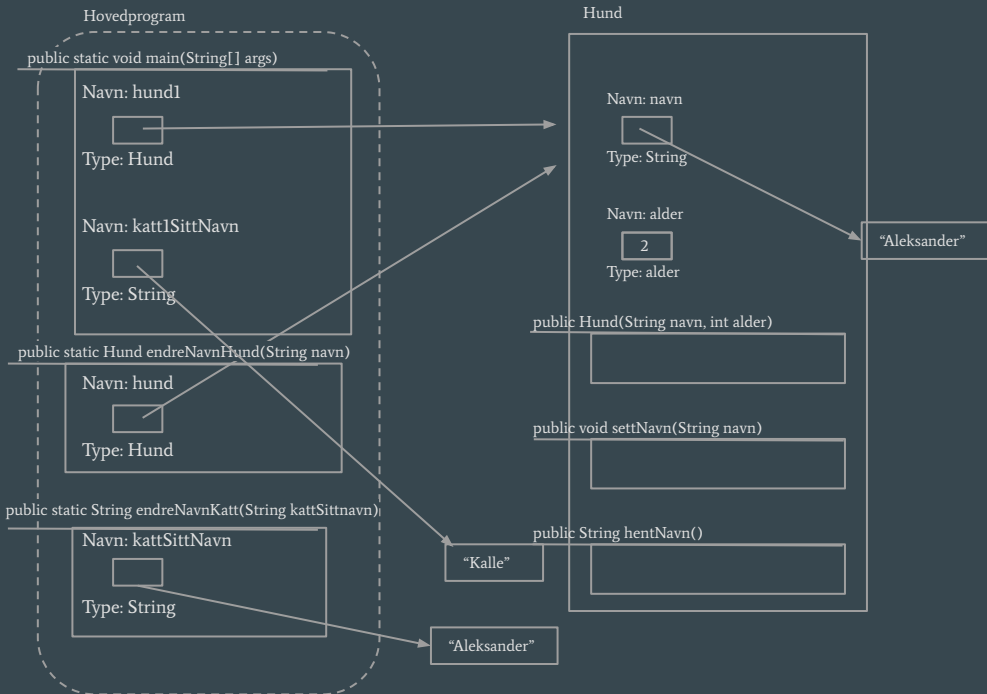 Hovedprogram
public static void main(String[] args)
Navn: hund1
Type: Hund
Navn: katt1SittNavn
Type: String
public static Hund endreNavnHund(String navn)
Navn: hund
Type: Hund
public static String endreNavnKatt(String kattSittnavn)
Navn: kattSittNavn
Type: String
“Kalle”
“Aleksander”
Hund
Navn: navn
Type: String
“Aleksander”
Navn: alder
2
Type: alder
public Hund(String navn, int alder)
public void settNavn(String navn)
public String hentNavn()